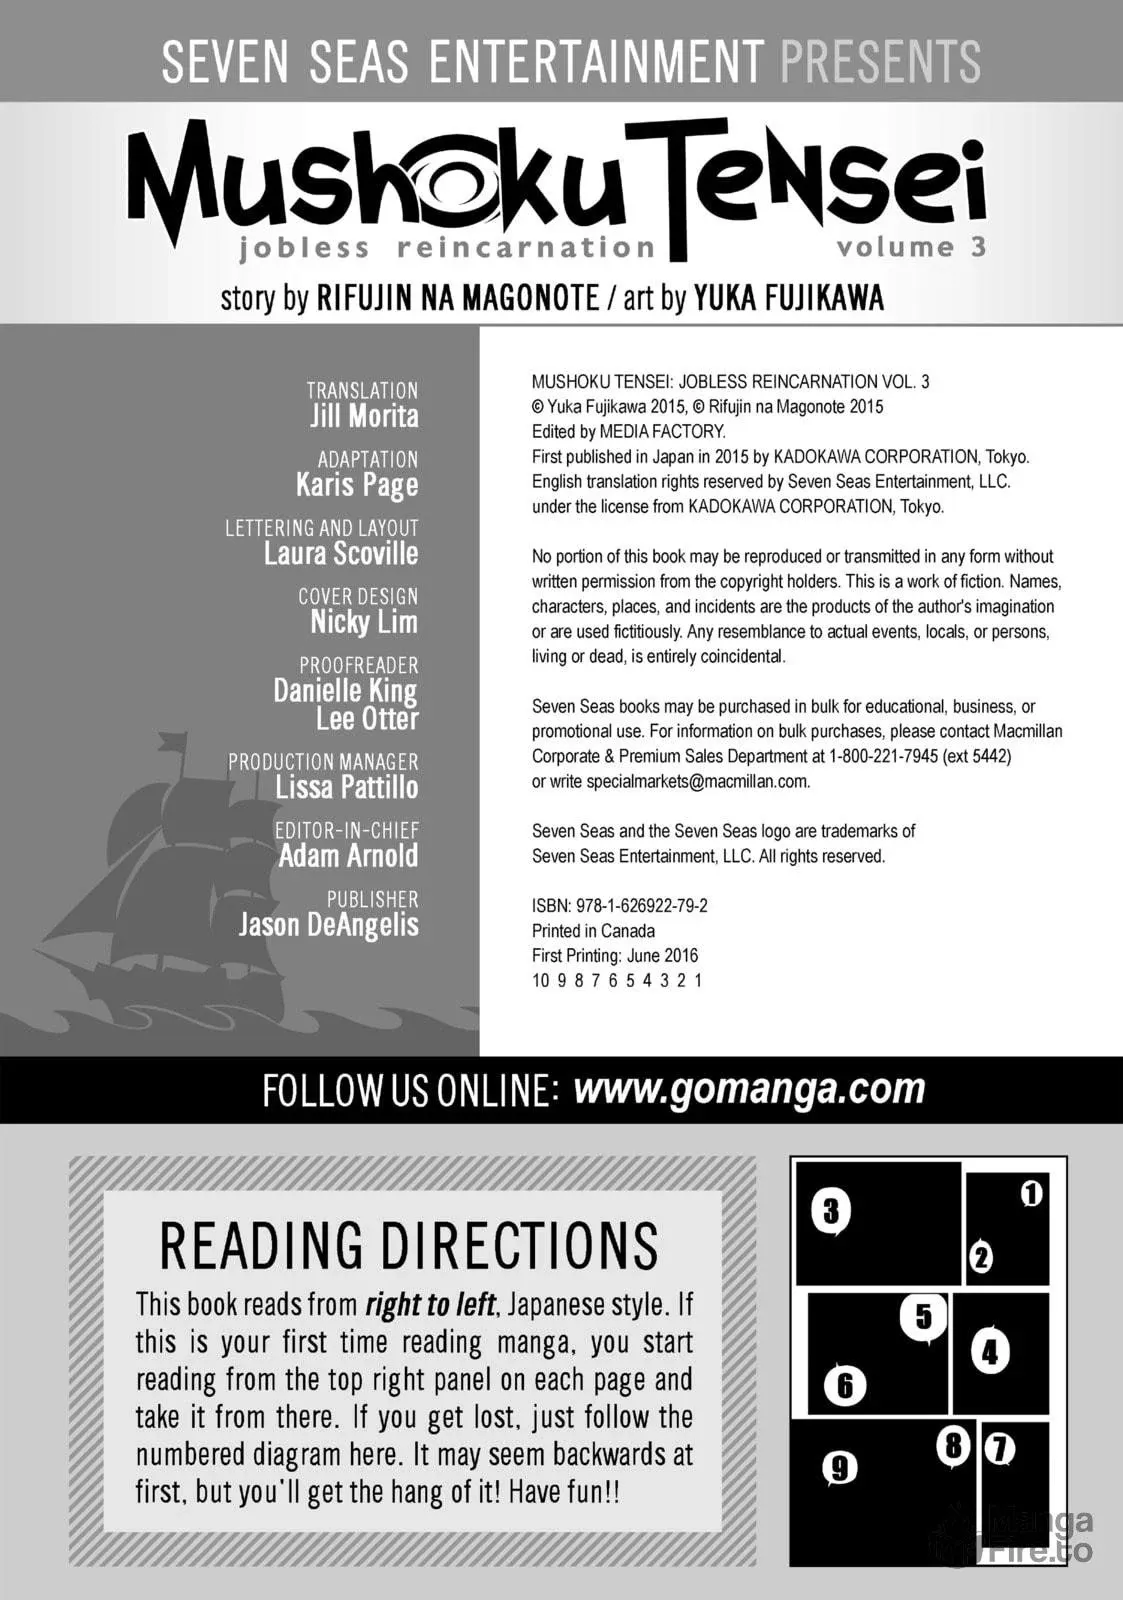 SEVEN SEAS ENTERTAINMENT PRESENTS
MUSHOKU TENSEI
jobless reincarnation
volume 3
story by RIFUJIN NA MAGONOTE / art by YUKA FUJIKAWA
TRANSLATION
Jill Morita
ADAPTATION
Karis Page
LETTERING AND LAYOUT
Laura Scoville
COVER DESIGN
Nicky Lim
PROOFREADER
Danielle King
Lee Otter
PRODUCTION MANAGER
Lissa Pattillo
EDITOR-IN-CHIEF
Adam Arnold
PUBLISHER
Jason DeAngelis
MUSHOKU TENSEI: JOBLESS REINCARNATION VOL. 3
© Yuka Fujikawa 2015, © Rifujin na Magonote 2015
Edited by MEDIA FACTORY.
First published in Japan in 2015 by KADOKAWA CORPORATION, Tokyo.
English translation rights reserved by Seven Seas Entertainment, LLC.
under the license from KADOKAWA CORPORATION, Tokyo.
No portion of this book may be reproduced or transmitted in any form without
written permission from the copyright holders. This is a work of fiction. Names,
characters, places, and incidents are the products of the author's imagination
or are used fictitiously. Any resemblance to actual events, locals, or persons,
living or dead, is entirely coincidental.
Seven Seas books may be purchased in bulk for educational, business, or
promotional use. For information on bulk purchases, please contact Macmillan
Corporate & Premium Sales Department at 1-800-221-7945 (ext 5442)
or write specialmarkets@macmillan.com.
Seven Seas and the Seven Seas logo are trademarks of
Seven Seas Entertainment, LLC. All rights reserved.
ISBN: 978-1-626922-79-2
Printed in Canada
First Printing: June 2016
10 9 8 7 6 5 4 3 2 1
FOLLOW US ONLINE: www.gomanga.com
READING DIRECTIONS
This book reads from right to left, Japanese style. If
this is your first time reading manga, you start
reading from the top right panel on each page and
take it from there. If you get lost, just follow the
numbered diagram here. It may seem backwards at
first, but you'll get the hang of it! Have fun!!
1
2
3
4
5
6
7
8
9
Manga
Fire.to